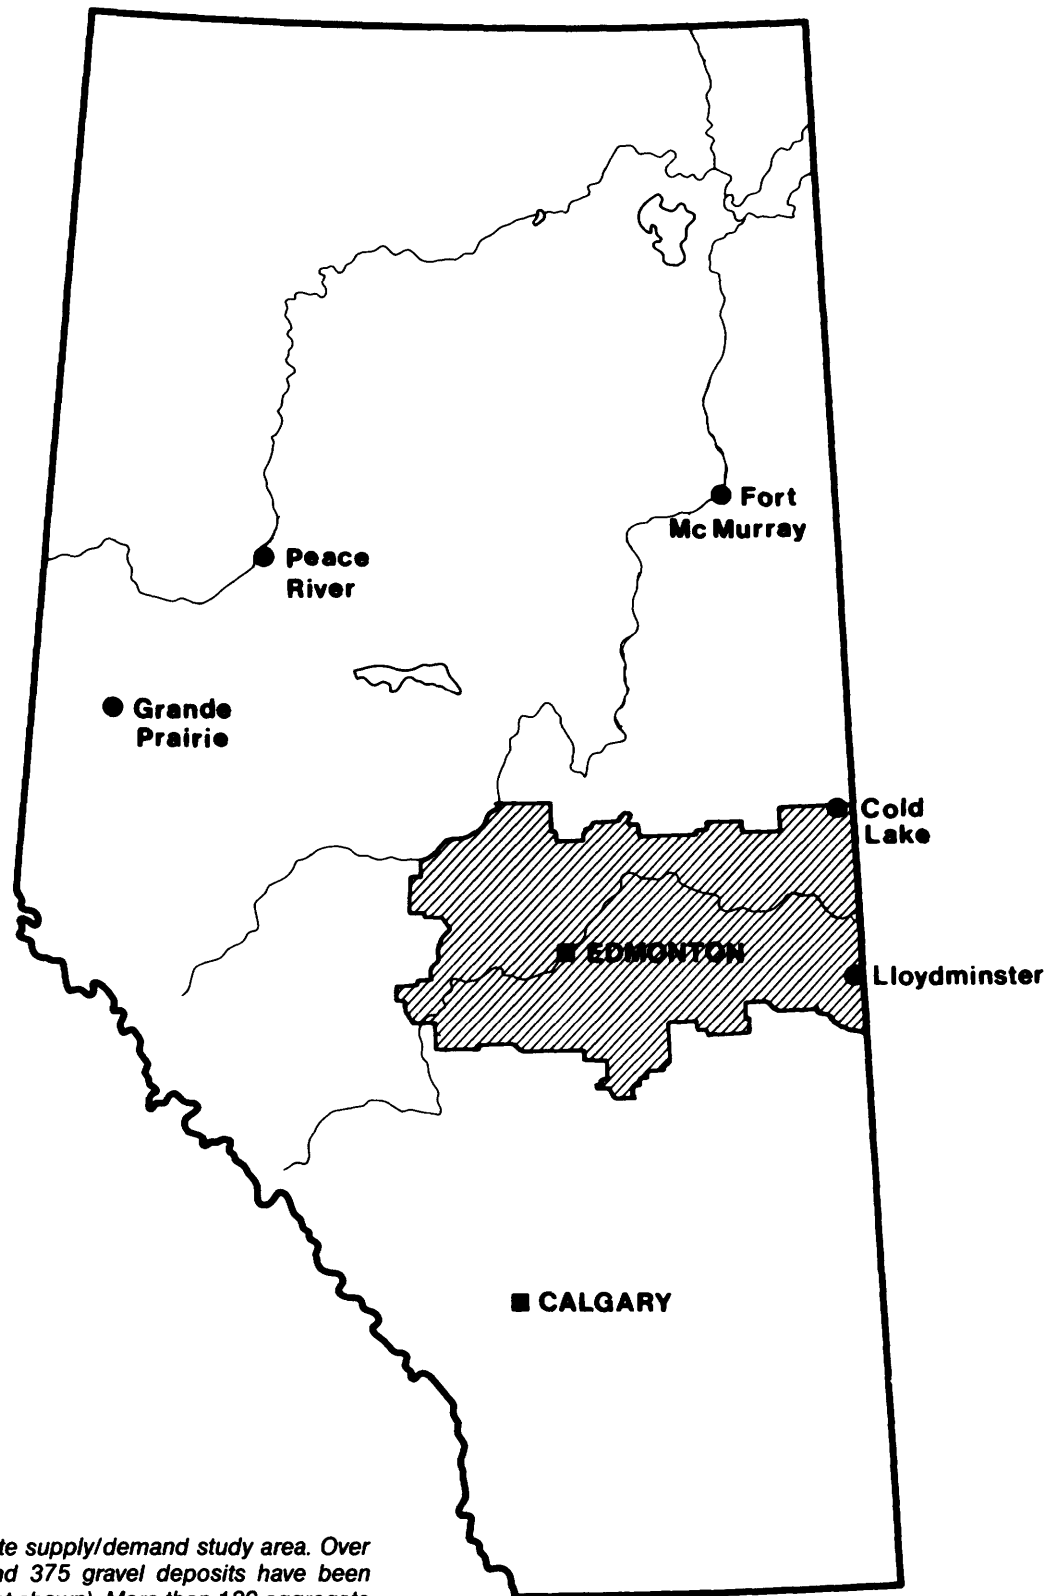 Fort
Mc Murray
Peace
River
Grande
Prairie
Cold
Lake
EDMONTON
Lloydminster
CALGARY
te supply/demand study area. Over
nd 375 gravel deposits have been